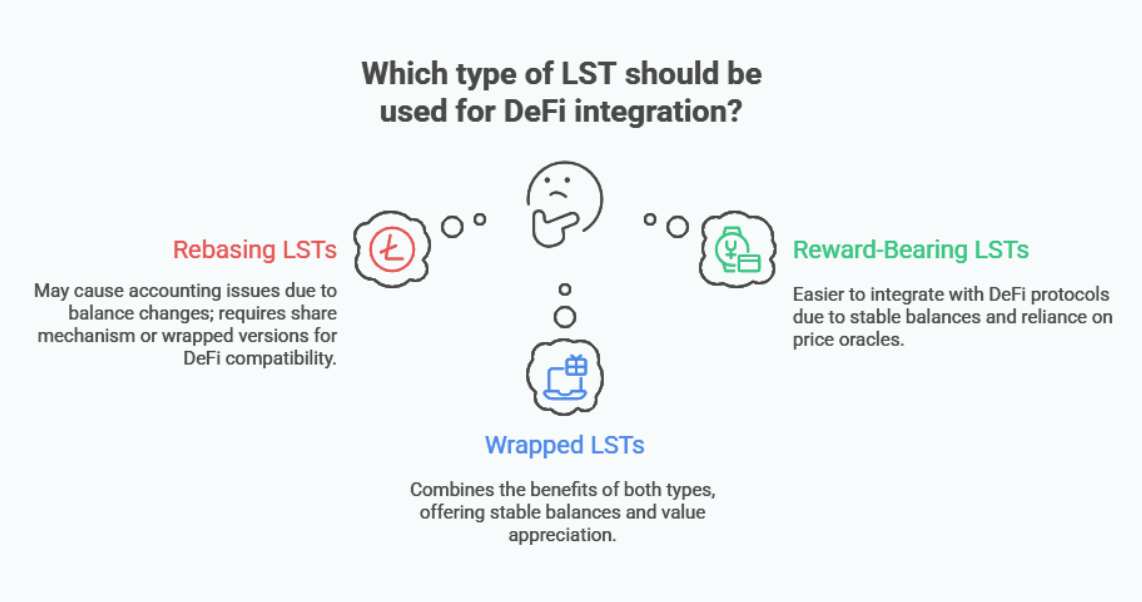 Which type of LST should be
used for DeFi integration?
Rebasing LSTs
May cause accounting issues due to
balance changes; requires share
mechanism or wrapped versions for
DeFi compatibility.
Reward-Bearing LSTs
Easier to integrate with DeFi protocols
due to stable balances and reliance on
price oracles.
Wrapped LSTs
Combines the benefits of both types,
offering stable balances and value
appreciation.